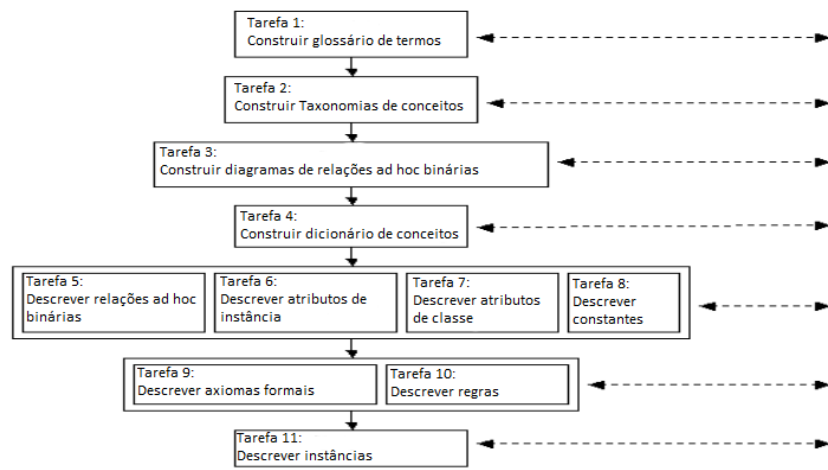 Tarefa 1:
Construir glossário de termos
Tarefa 2:
Construir Taxonomias de conceitos
Tarefa 3:
Construir diagramas de relações ad hoc binárias
Tarefa 4:
Construir dicionário de conceitos
Tarefa 5:
Descrever relações ad hoc
binárias
Tarefa 6:
Descrever atributos de
instância
Tarefa 7:
Descrever atributos
de classe
Tarefa 8:
Descrever
constantes
Tarefa 9:
Descrever axiomas formais
Tarefa 10:
Descrever regras
Tarefa 11:
Descrever instâncias